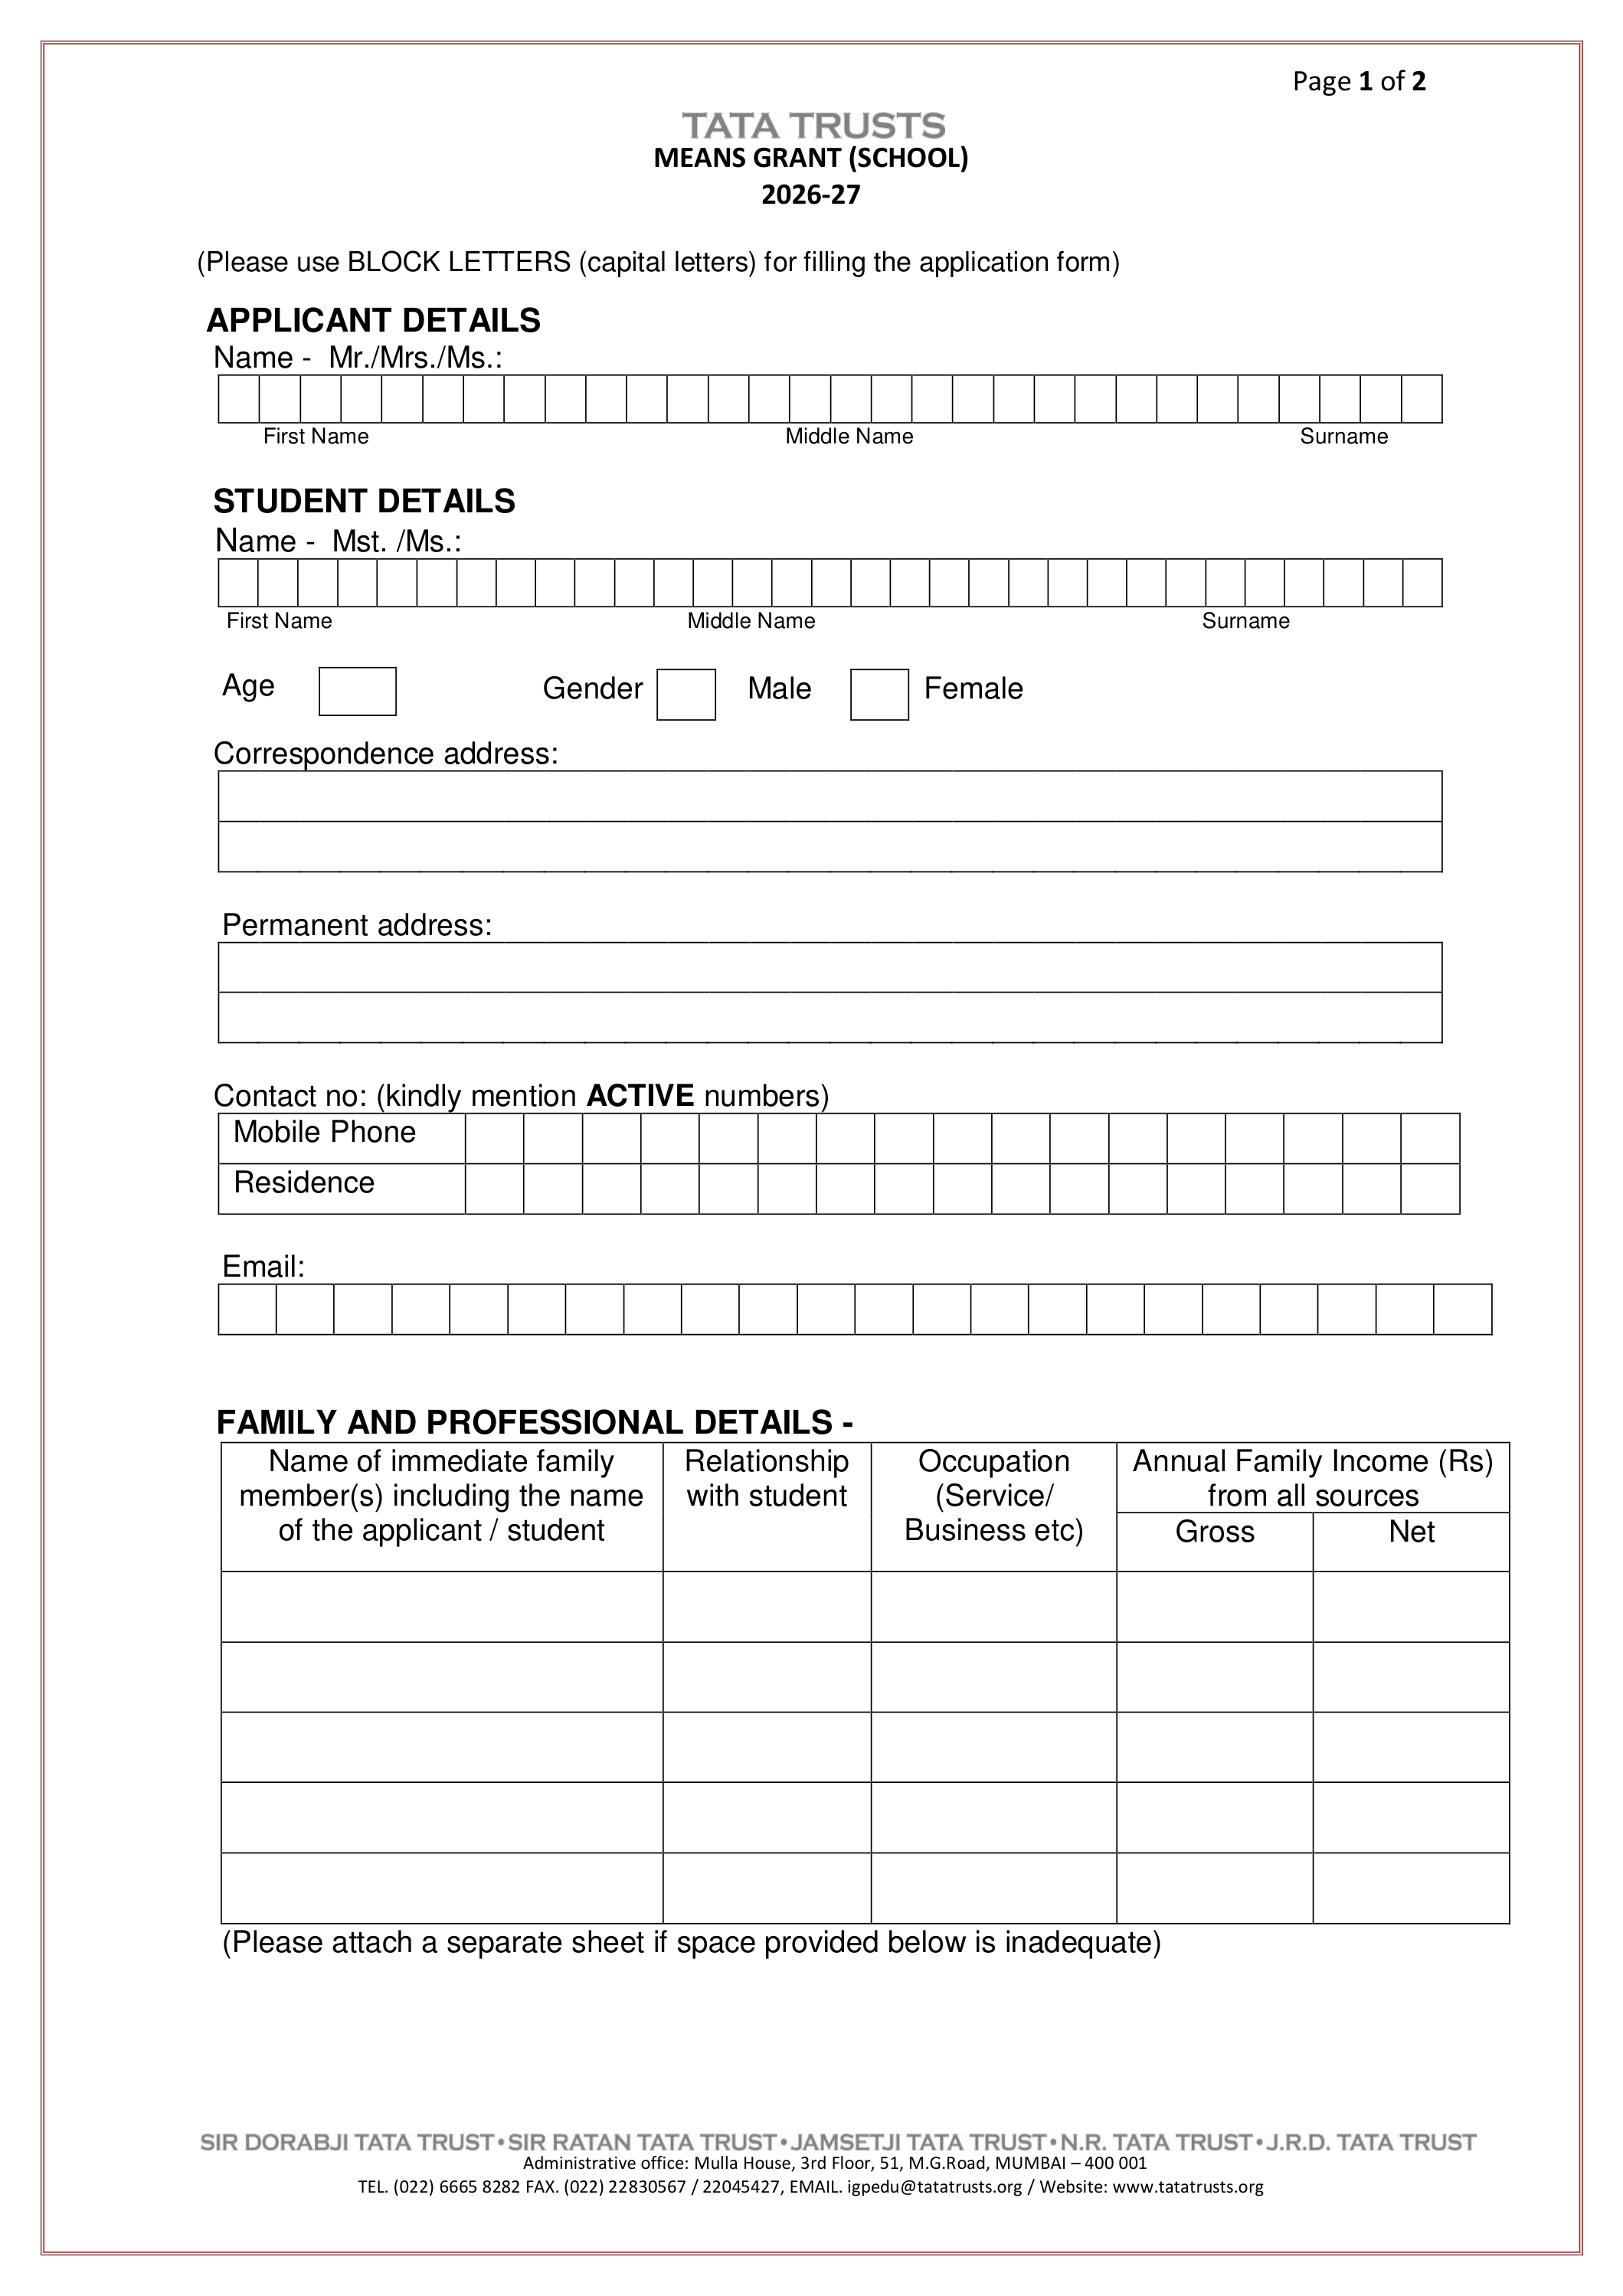 Page 1 of 2
TATA TRUSTS
MEANS GRANT (SCHOOL)
2026-27
(Please use BLOCK LETTERS (capital letters) for filling the application form)
APPLICANT DETAILS
Name - Mr./Mrs./Ms.:
First Name Middle Name Surname
STUDENT DETAILS
Name - Mst. /Ms.:
First Name Middle Name Surname
Age Gender Male Female
Correspondence address:
Permanent address:
Contact no: (kindly mention ACTIVE numbers)
Mobile Phone
Residence
Email:
FAMILY AND PROFESSIONAL DETAILS -
Name of immediate family
member(s) including the name
of the applicant / student
Relationship
with student
Occupation
(Service/
Business etc)
Annual Family Income (Rs)
from all sources
Gross Net
(Please attach a separate sheet if space provided below is inadequate)
SIR DORABJI TATA TRUST•SIR RATAN TATA TRUST•JAMSETJI TATA TRUST•N.R. TATA TRUST•J.R.D. TATA TRUST
Administrative office: Mulla House, 3rd Floor, 51, M.G.Road, MUMBAI – 400 001
TEL. (022) 6665 8282 FAX. (022) 22830567 / 22045427, EMAIL. igpedu@tatatrusts.org / Website: www.tatatrusts.org